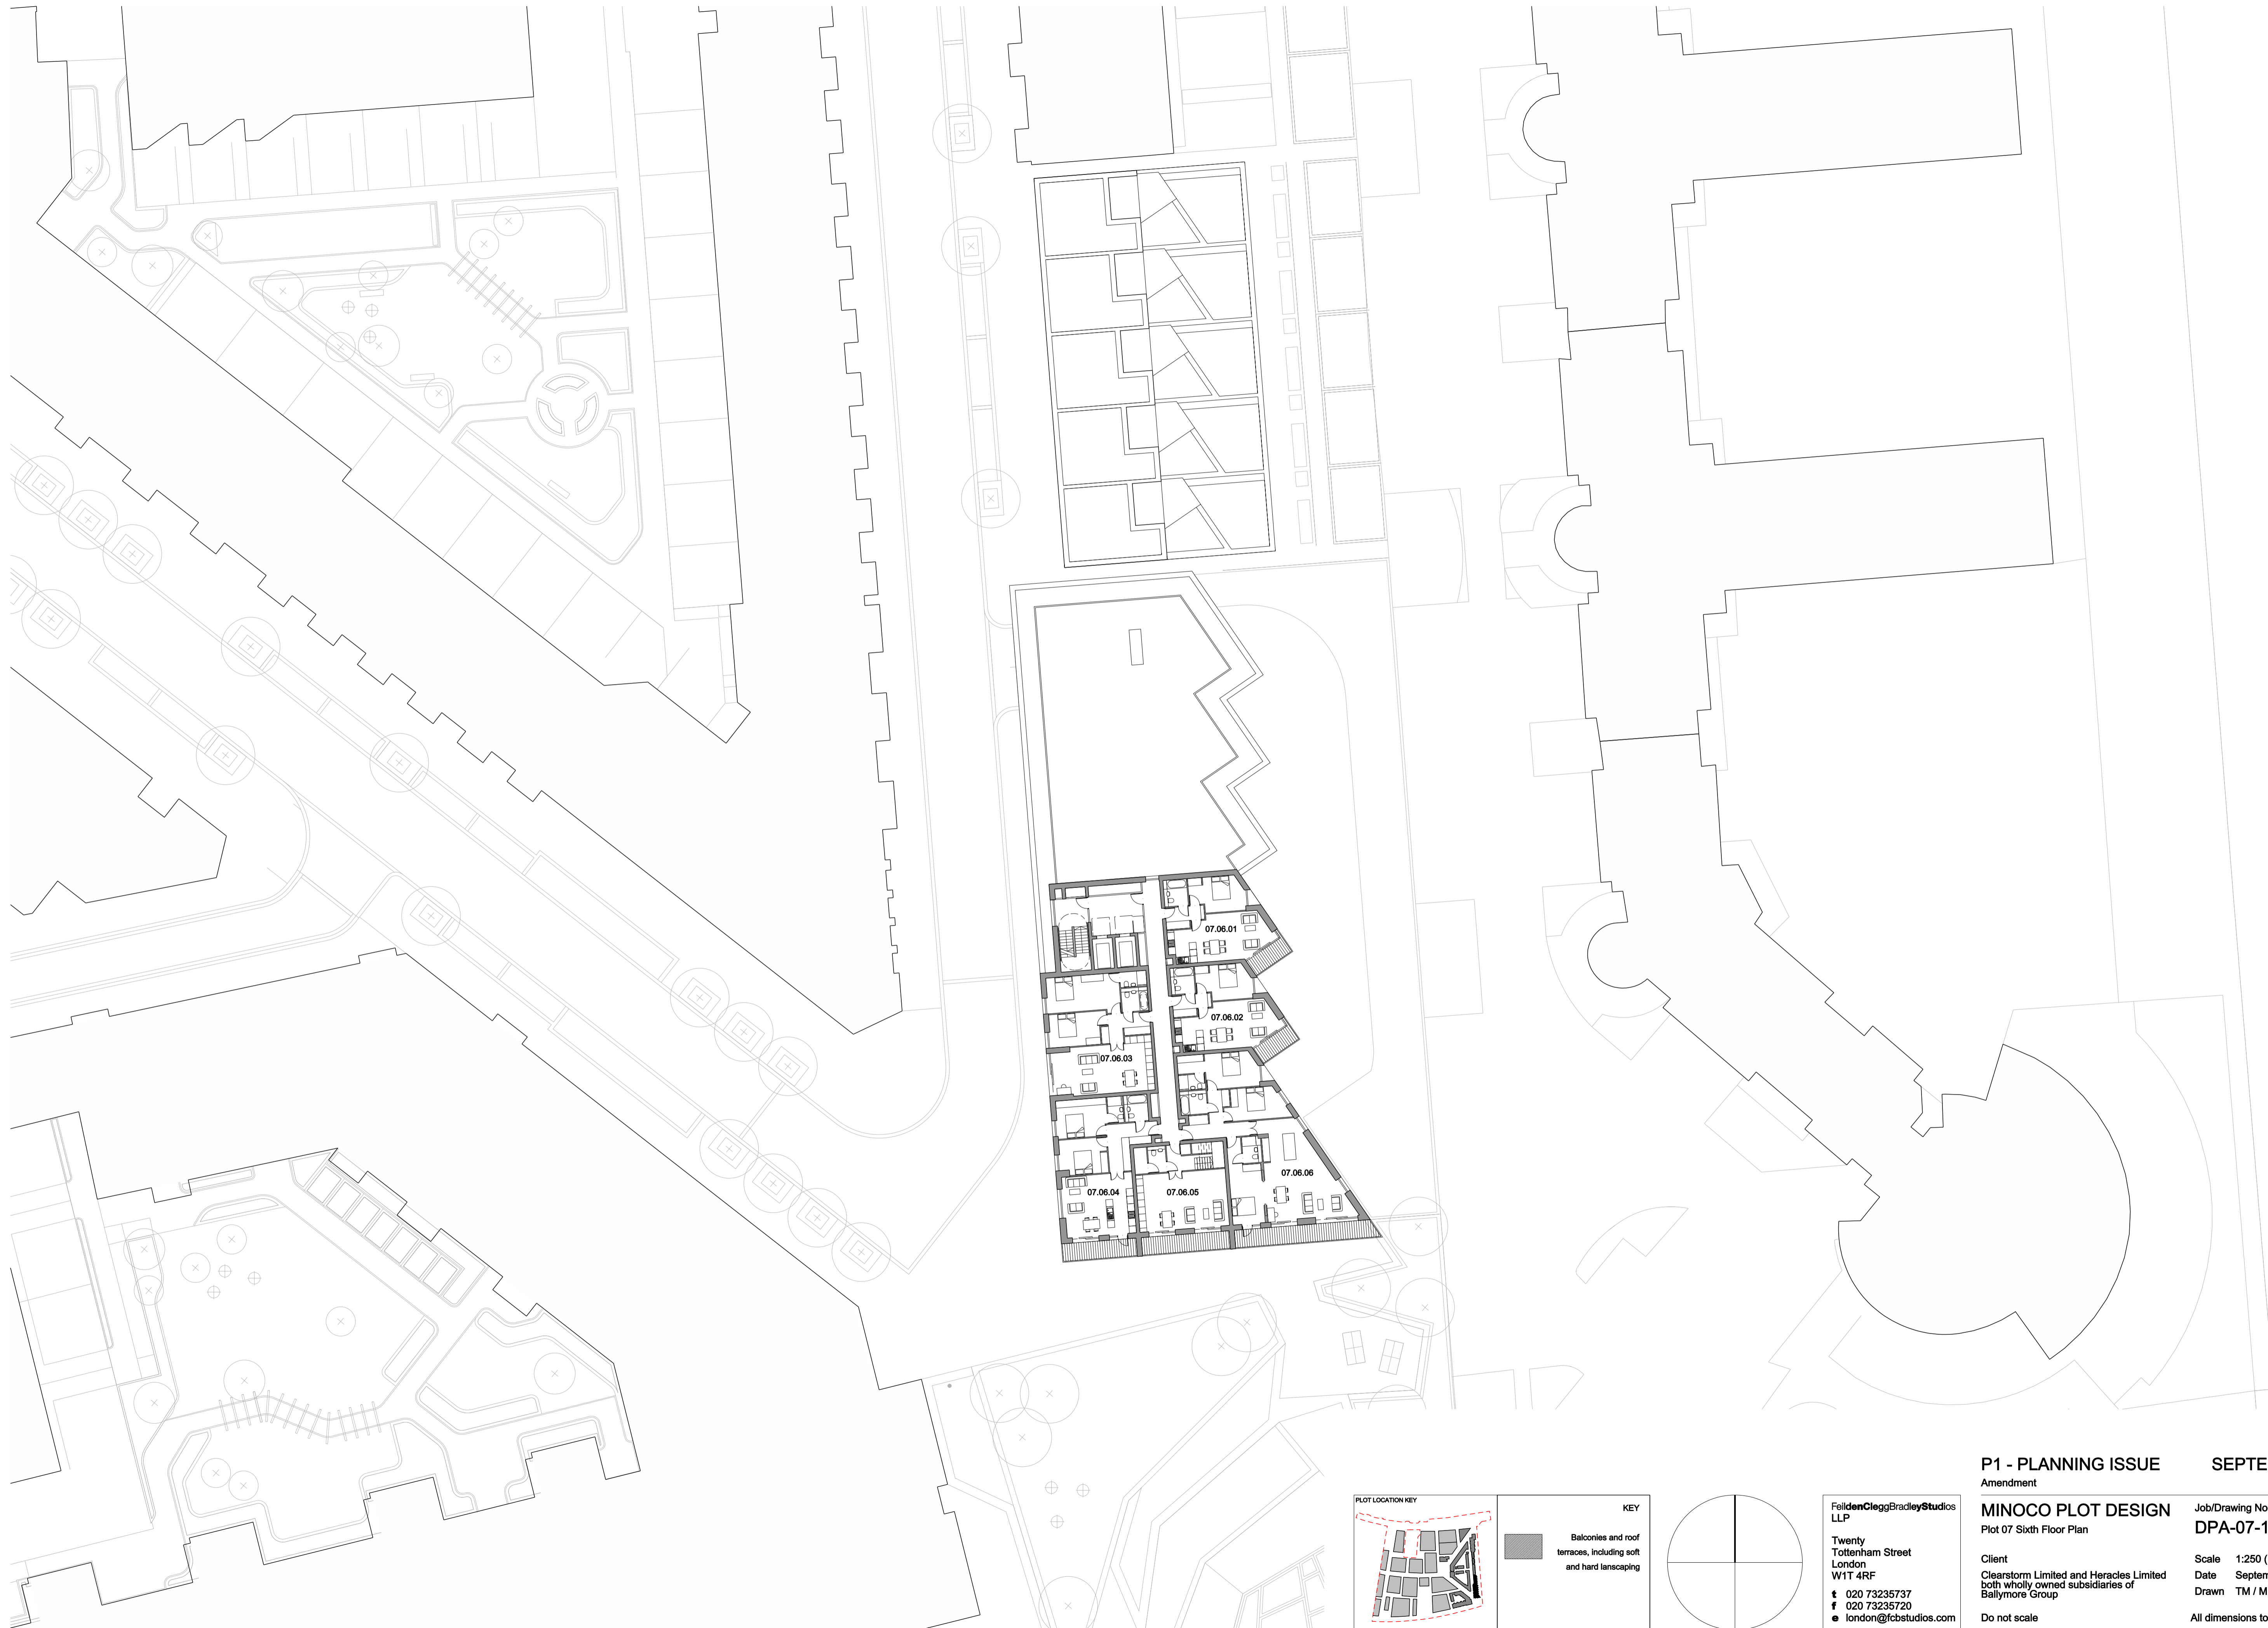 07.06.01
07.06.02
07.06.03
07.06.04
07.06.05
07.06.06
PLOT LOCATION KEY
KEY
Balconies and roof
terraces, including soft
and hard lanscaping
FeildenCleggBradleyStudios
LLP
Twenty
Tottenham Street
London
W1T 4RF
t 020 73235737
f 020 73235720
e london@fcbstudios.com
P1 - PLANNING ISSUE SEPTE
Amendment
MINOCO PLOT DESIGN
Plot 07 Sixth Floor Plan
Job/Drawing No
DPA-07-1
Client
Clearstorm Limited and Heracles Limited
both wholly owned subsidiaries of
Ballymore Group
Scale 1:250 (
Date Septem
Drawn TM / M
Do not scale
All dimensions to